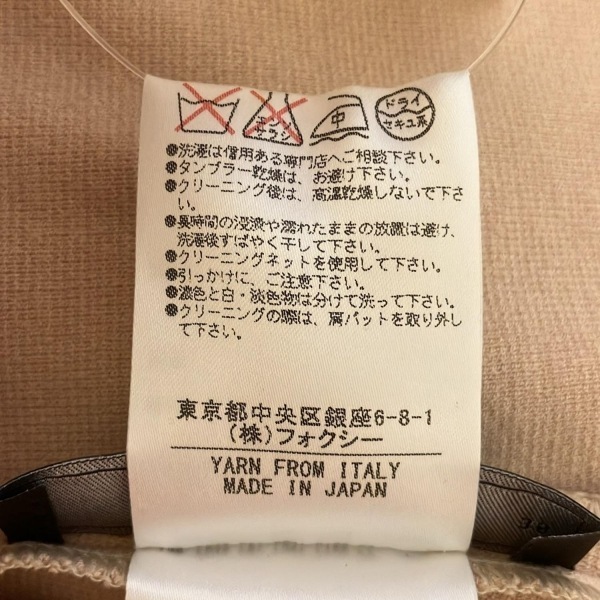 エンソ サラシ
中
ドライ
セキユ系
●洗濯は信用ある専門店へご相談下さい。
●タンブラー乾燥は、お避け下さい。
●クリーニング後は、高温乾燥しないで下さ
い。
●長時間の浸漬や濡れたままの放置は避け、
洗濯後すばやく干して下さい。
●クリーニングネットを使用して下さい。
●引っかけに、ご注意下さい。
●濃色と白・淡色物は分けて洗って下さい。
●クリーニングの際は、肩パットを取り外し
て下さい。
東京都中央区銀座6-8-1
(株)フォクシー
YARN FROM ITALY
MADE IN JAPAN
38